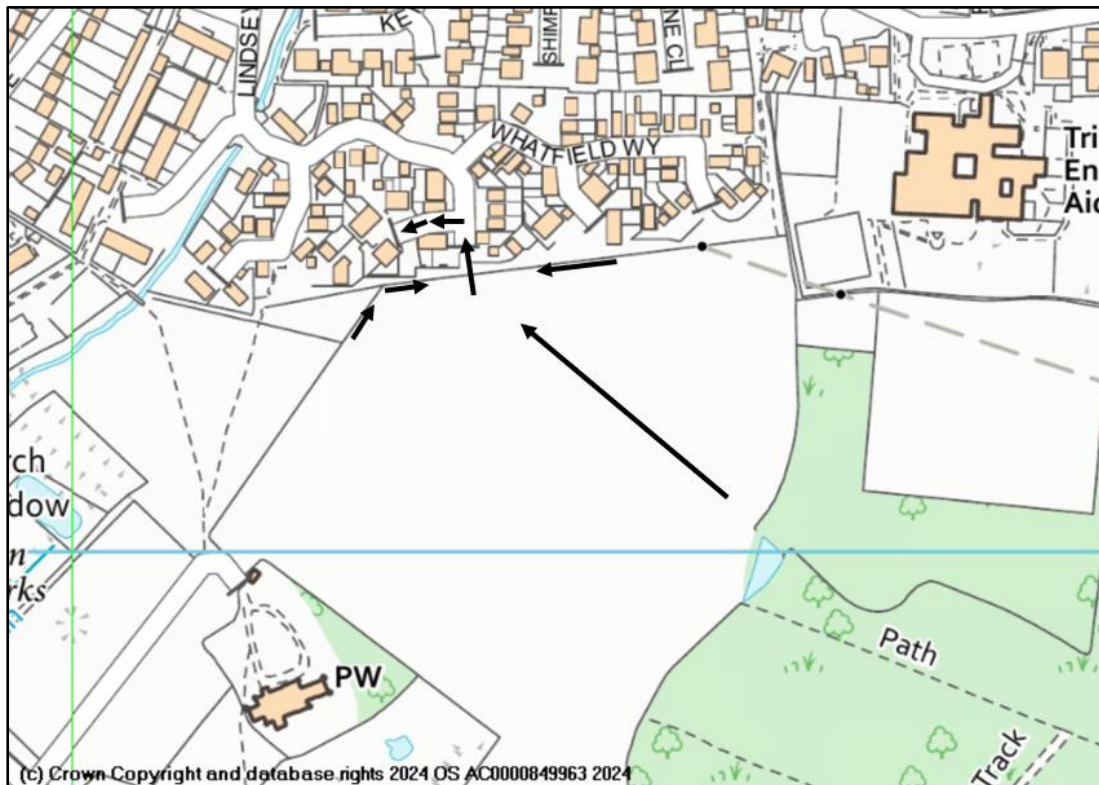 LINDSEY
KE
SHIMP
NE CL
WHATFIELD WY
Tri
En
Aid
rch
dow
n
rks
Path
PW
Track
(c) Crown Copyright and database rights 2024 OS AC0000849963 2024